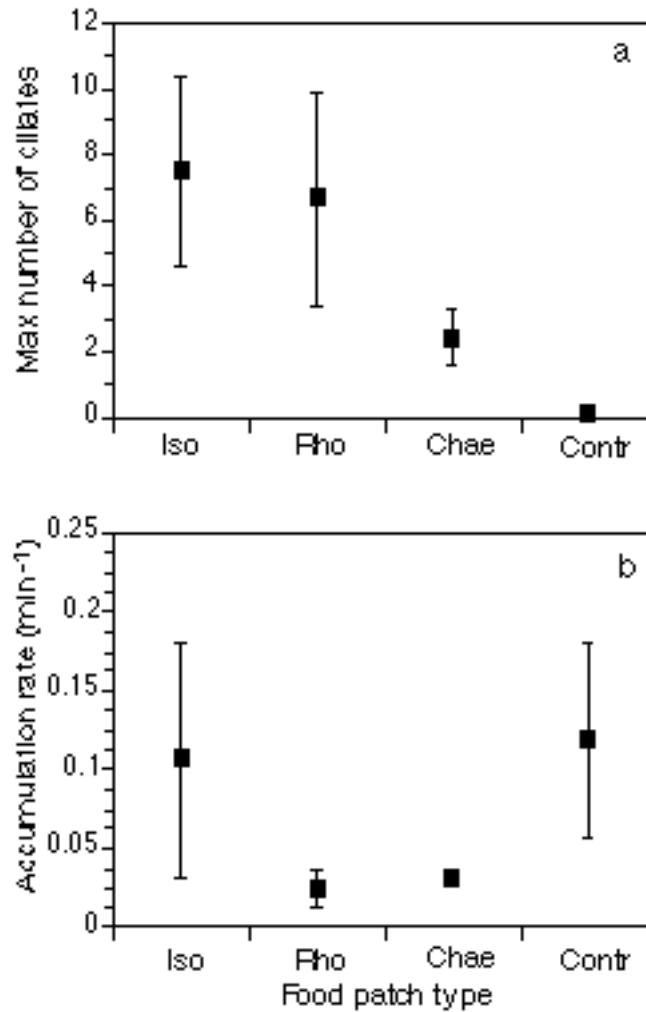 a
Max number of ciliates
12
10
8
6
4
2
0
Iso Rho Chae Contr
b
Accumulation rate (min-1)
0.25
0.2
0.15
0.1
0.05
0
Iso Rho Chae Contr
Food patch type